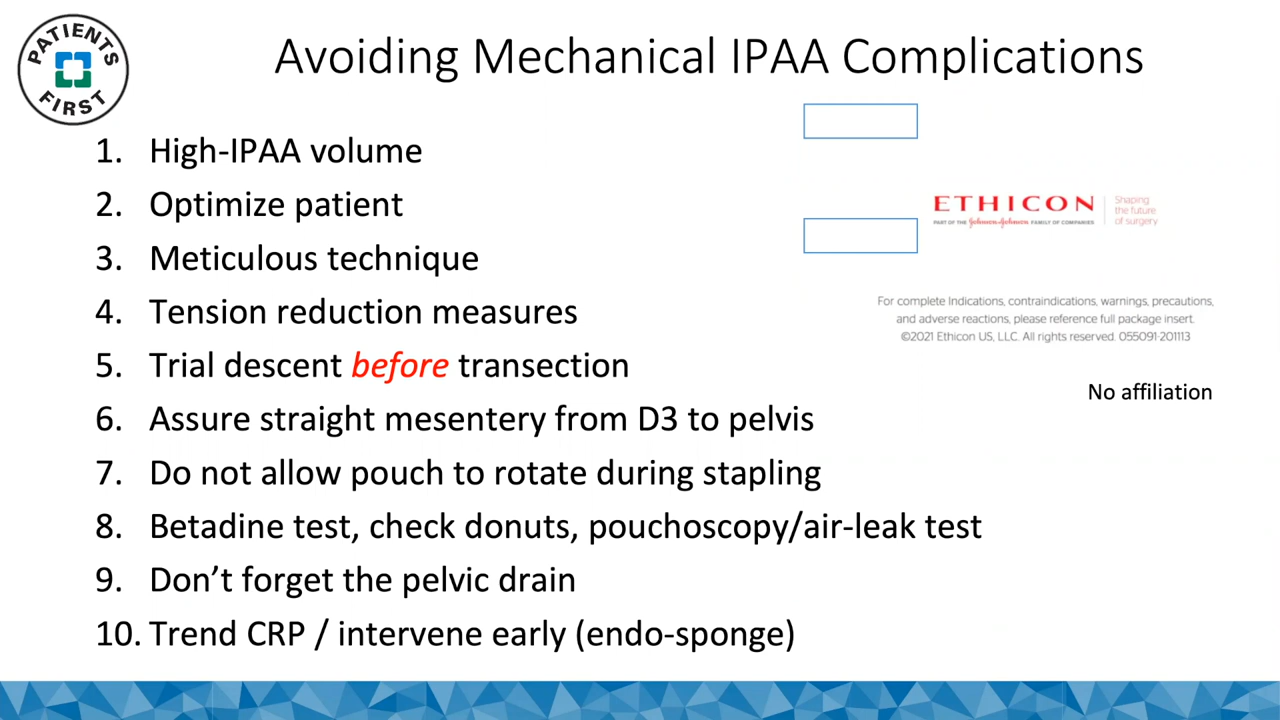 PATIENTS
FIRST
Avoiding Mechanical IPAA Complications
1. High-IPAA volume
2. Optimize patient
3. Meticulous technique
4. Tension reduction measures
5. Trial descent before transection
6. Assure straight mesentery from D3 to pelvis
7. Do not allow pouch to rotate during stapling
8. Betadine test, check donuts, pouchoscopy/air-leak test
9. Don’t forget the pelvic drain
10. Trend CRP / intervene early (endo-sponge)
ETHICON
PART OF THE Johnson & Johnson FAMILY OF COMPANIES
Shaping
the future
of surgery
For complete Indications, contraindications, warnings, precautions,
and adverse reactions, please reference full package insert.
©2021 Ethicon US, LLC. All rights reserved. 055091-201113
No affiliation